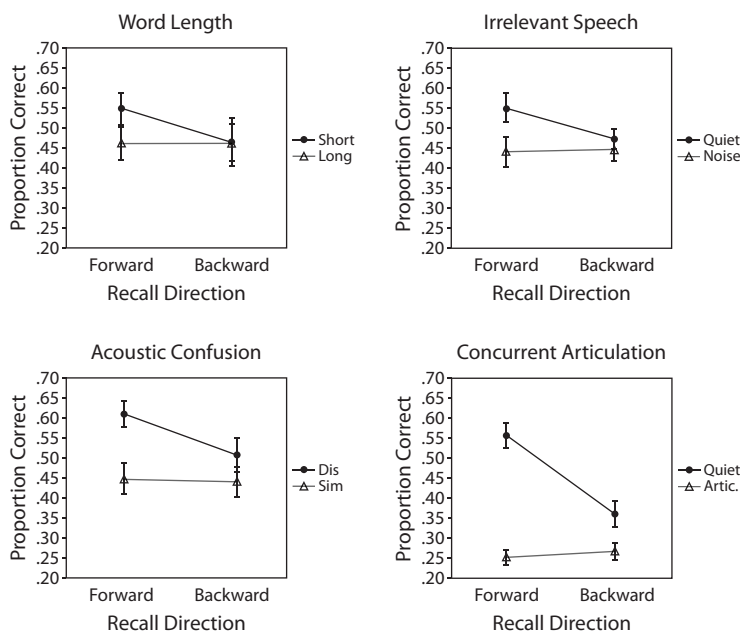 Word Length
Proportion Correct
.70
.65
.60
.55
.50
.45
.40
.35
.30
.25
.20
Forward Backward
Recall Direction
Short
Long
Irrelevant Speech
Proportion Correct
.70
.65
.60
.55
.50
.45
.40
.35
.30
.25
.20
Forward Backward
Recall Direction
Quiet
Noise
Acoustic Confusion
Proportion Correct
.70
.65
.60
.55
.50
.45
.40
.35
.30
.25
.20
Forward Backward
Recall Direction
Dis
Sim
Concurrent Articulation
Proportion Correct
.70
.65
.60
.55
.50
.45
.40
.35
.30
.25
.20
Forward Backward
Recall Direction
Quiet
Artic.